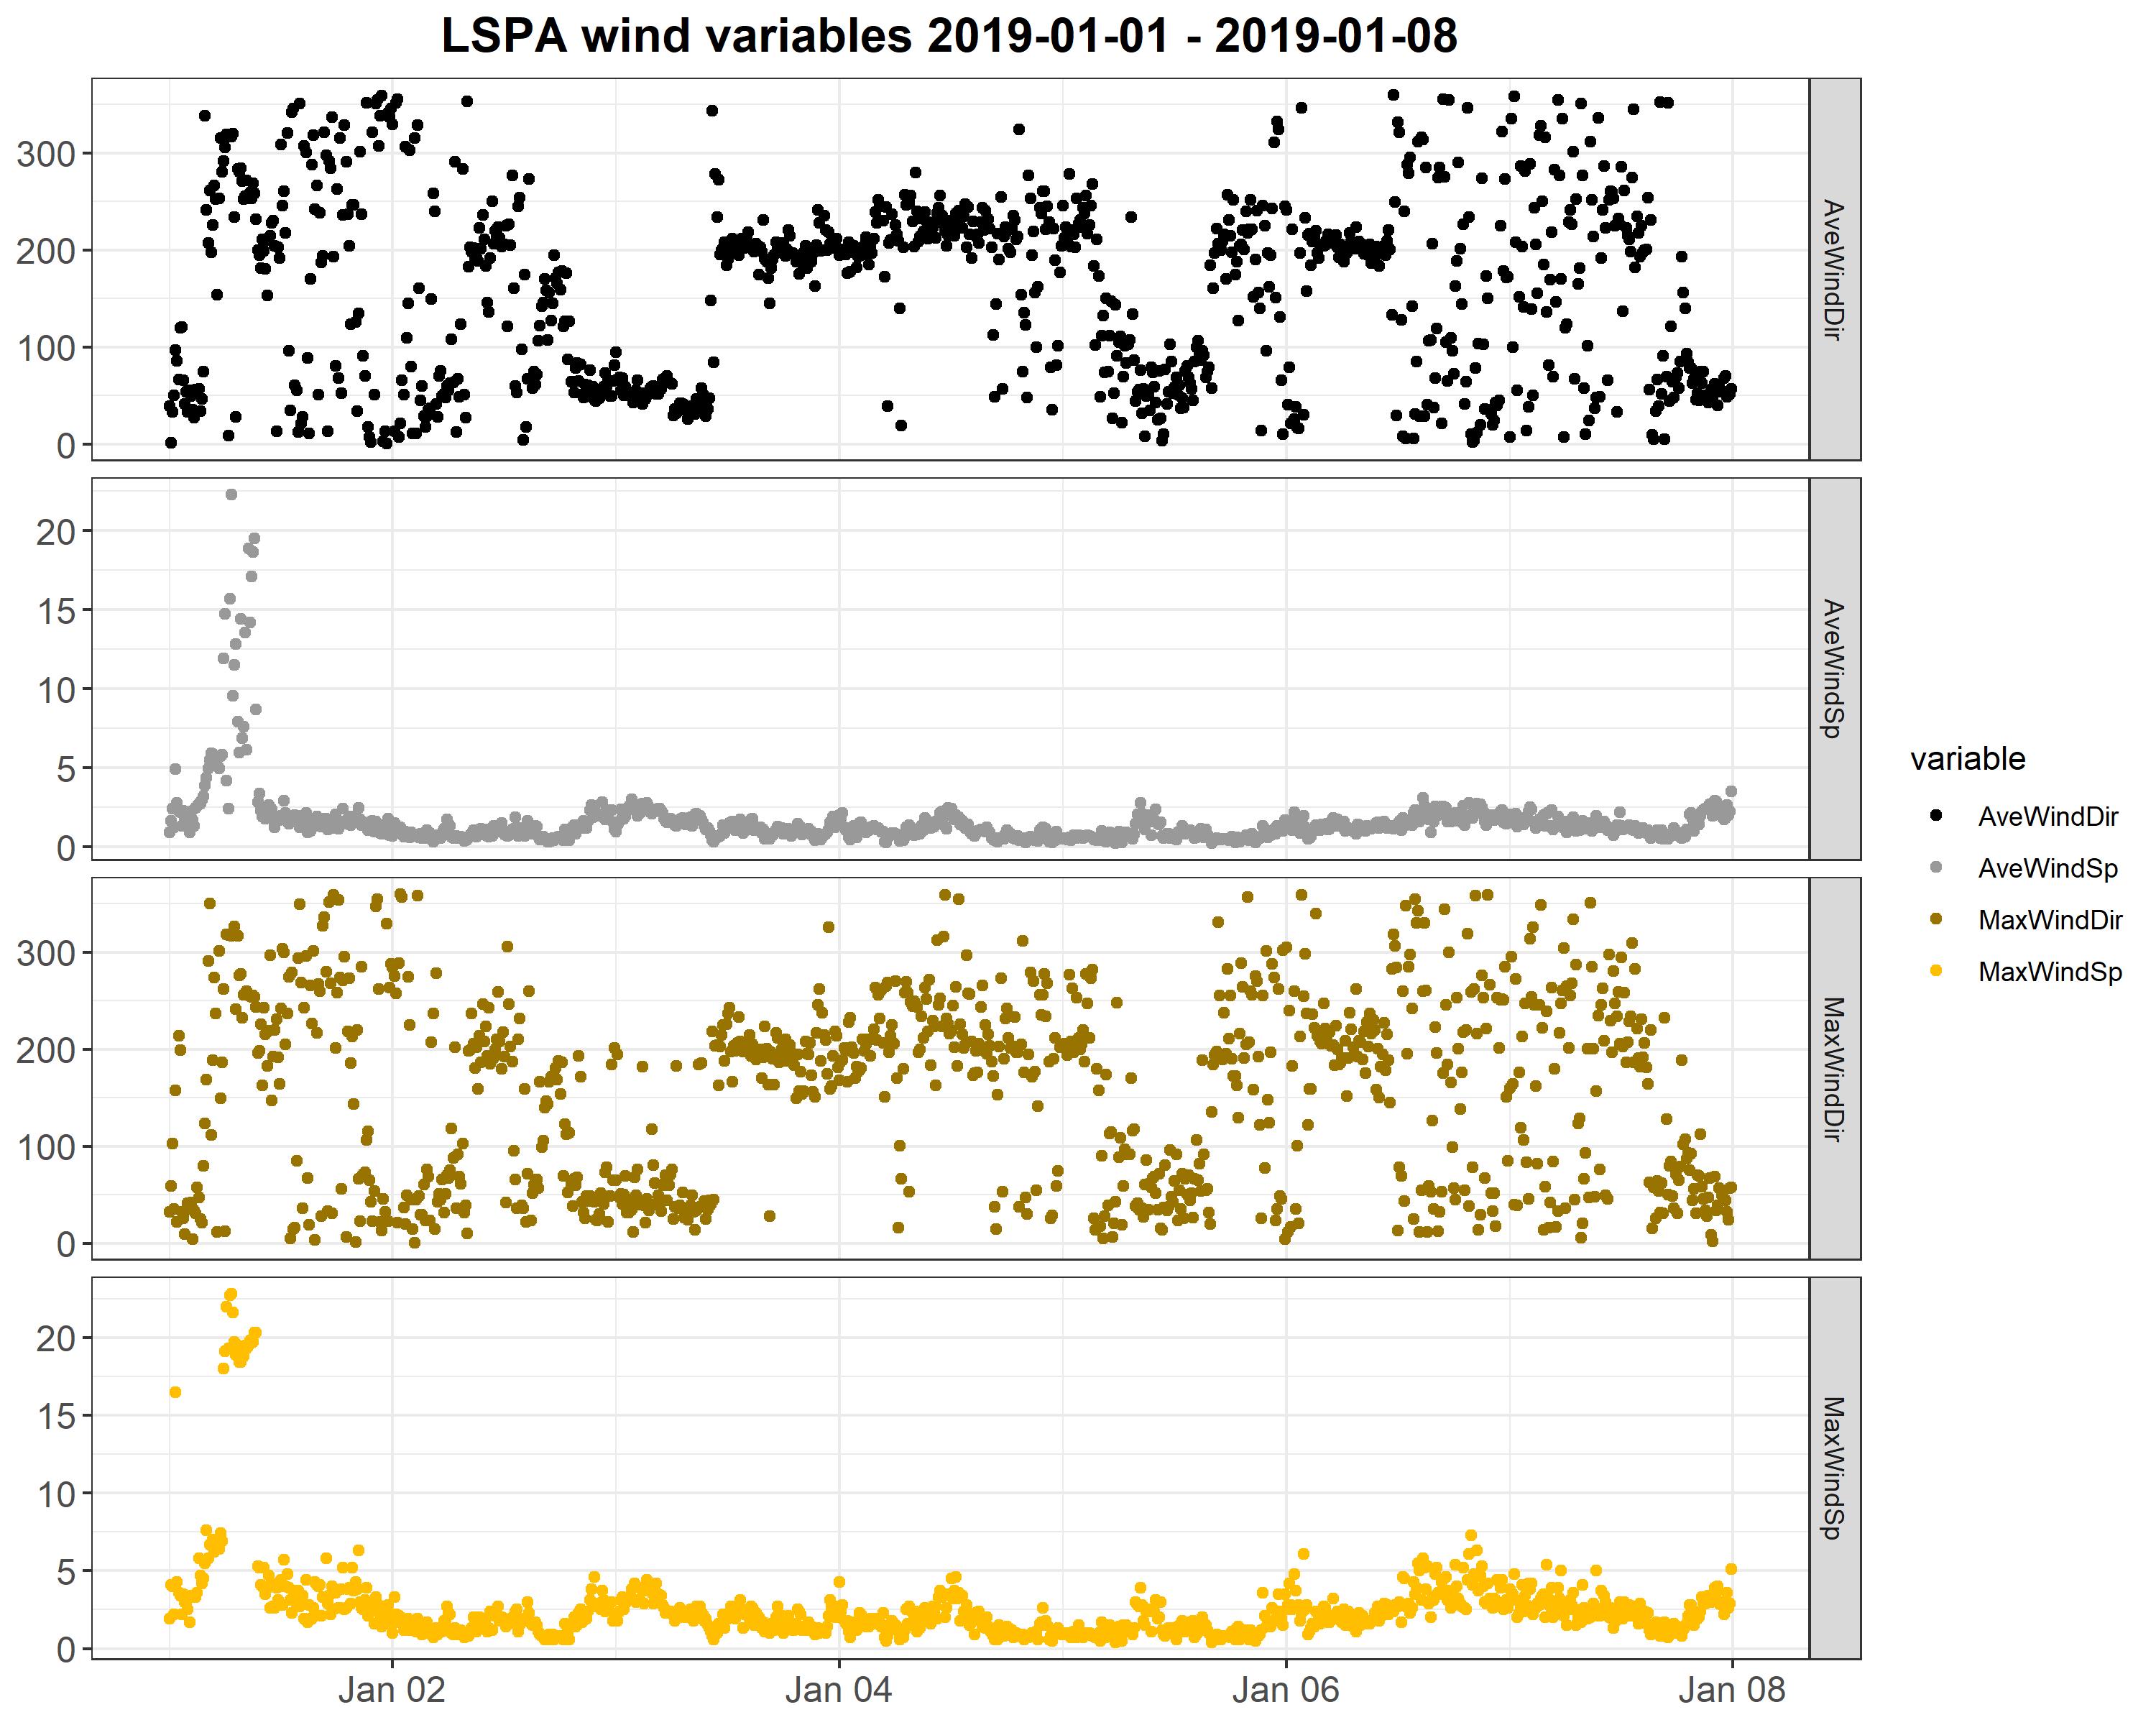 LSPA wind variables 2019-01-01 - 2019-01-08
300
200
100
0
AveWindDir
20
15
10
5
0
AveWindSp
300
200
100
0
MaxWindDir
20
15
10
5
0
MaxWindSp
Jan 02
Jan 04
Jan 06
Jan 08
variable
AveWindDir
AveWindSp
MaxWindDir
MaxWindSp